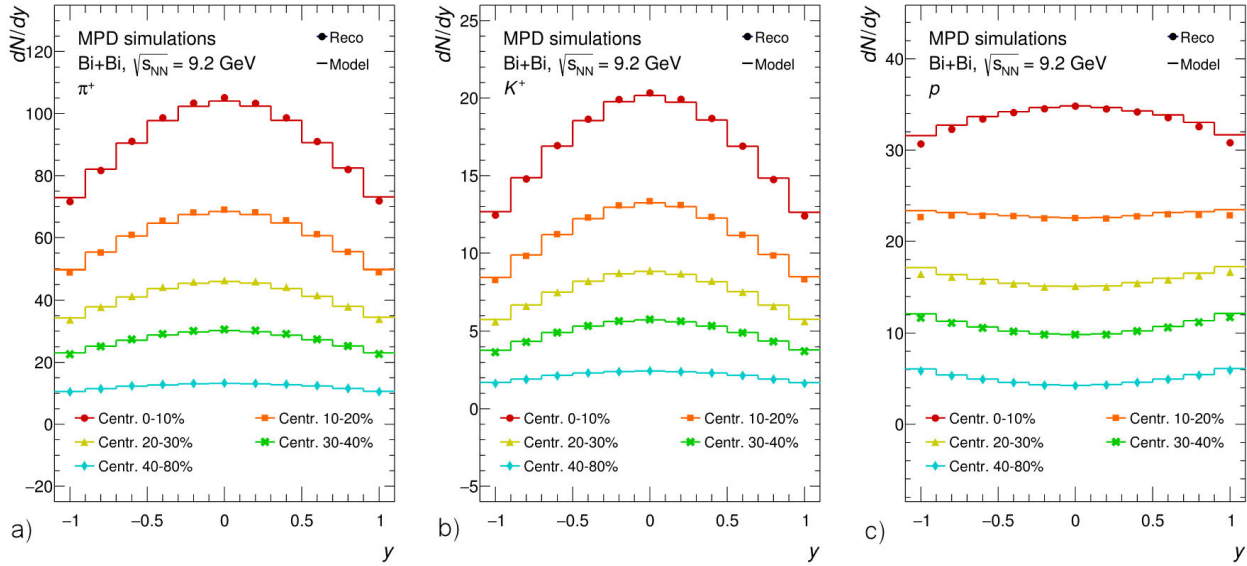 dN/dy
MPD simulations
Reco
Bi+Bi, √sNN = 9.2 GeV
Model
π+
120
100
80
60
40
20
0
−20
Centr. 0-10%
Centr. 10-20%
Centr. 20-30%
Centr. 30-40%
Centr. 40-80%
−1
−0.5
0
0.5
1
y
a)
dN/dy
MPD simulations
Reco
Bi+Bi, √sNN = 9.2 GeV
Model
K+
25
20
15
10
5
0
−5
Centr. 0-10%
Centr. 10-20%
Centr. 20-30%
Centr. 30-40%
Centr. 40-80%
−1
−0.5
0
0.5
1
y
b)
dN/dy
MPD simulations
Reco
Bi+Bi, √sNN = 9.2 GeV
Model
p
40
30
20
10
0
Centr. 0-10%
Centr. 10-20%
Centr. 20-30%
Centr. 30-40%
Centr. 40-80%
−1
−0.5
0
0.5
1
y
c)